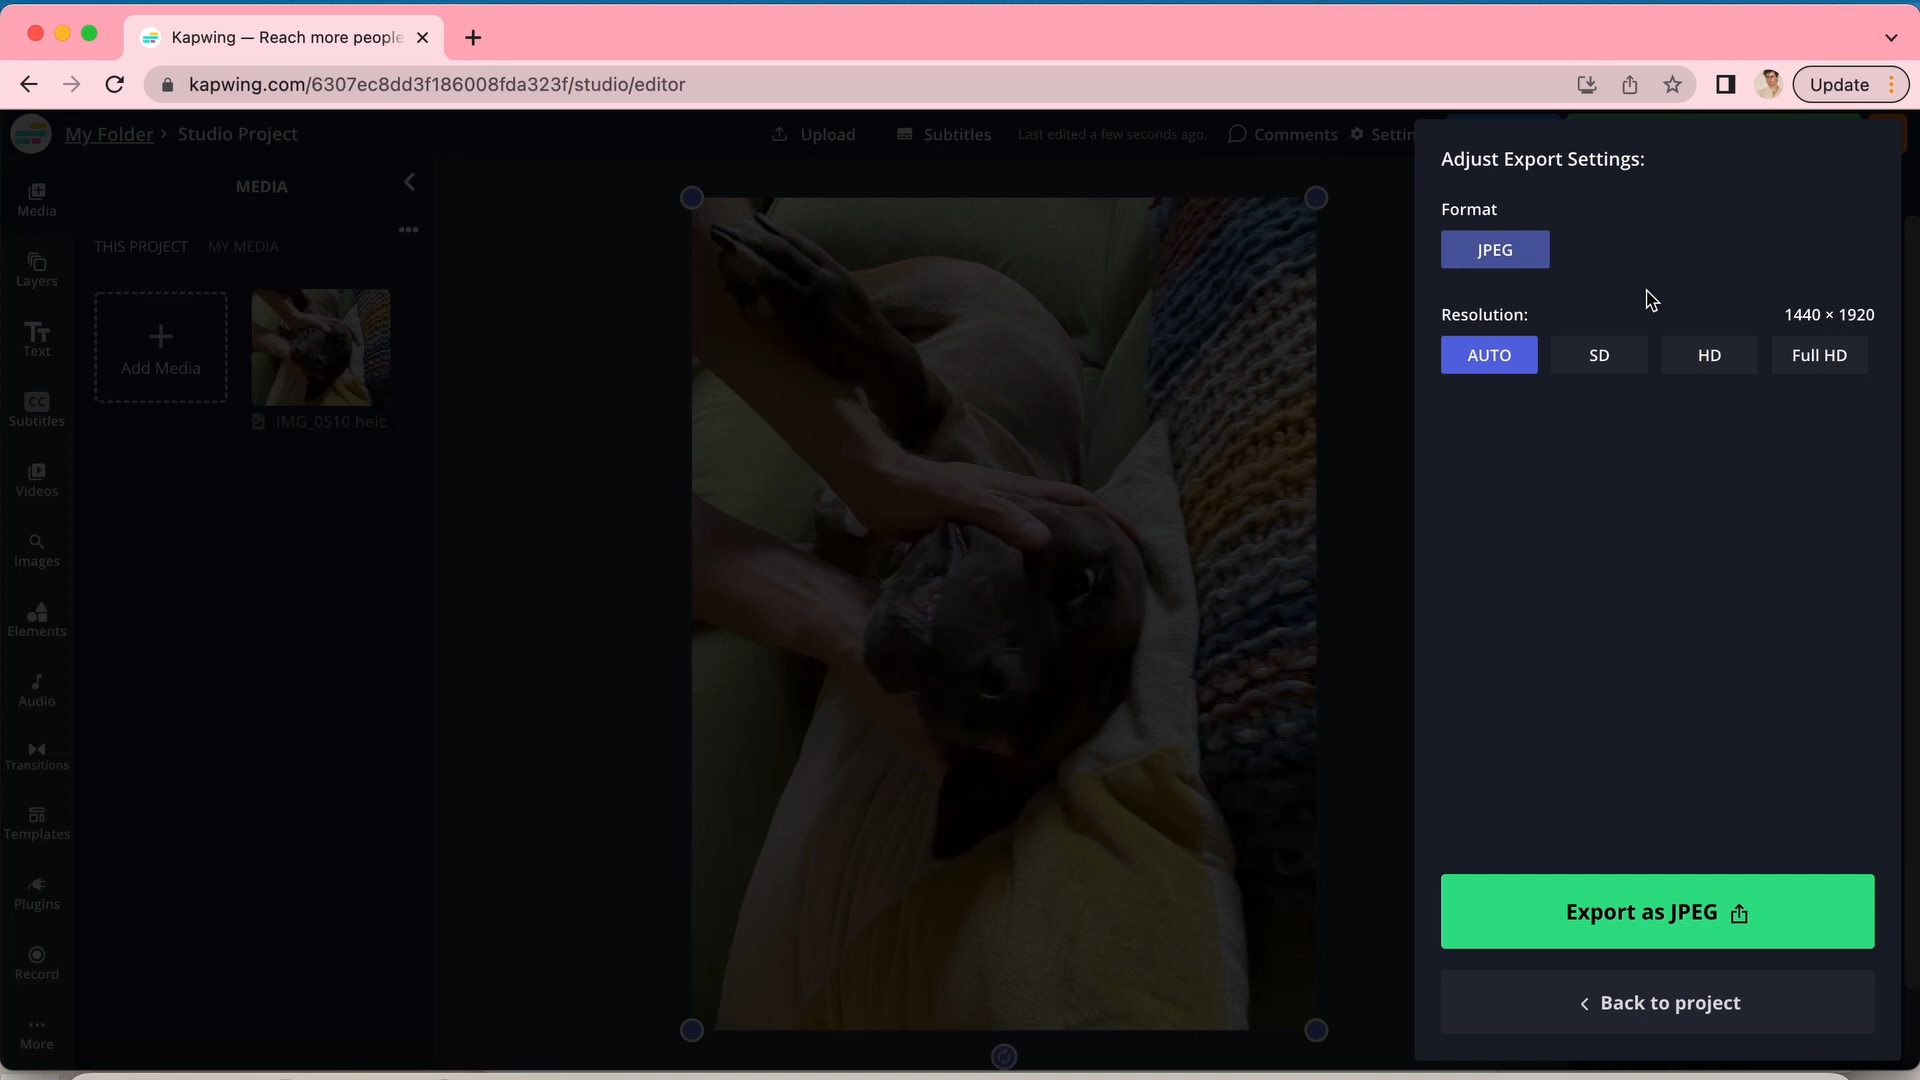 Kapwing — Reach more people
kapwing.com/6307ec8dd3f186008fda323f/studio/editor
Update
My Folder > Studio Project
Upload
Subtitles
Last edited a few seconds ago.
Comments
Settin
MEDIA
THIS PROJECT
MY MEDIA
Add Media
IMG_0510.heic
Media
Layers
Text
CC
Subtitles
Videos
Images
Elements
Audio
Transitions
Templates
Plugins
Record
More
Adjust Export Settings:
Format
JPEG
Resolution: 1440 × 1920
AUTO SD HD Full HD
Export as JPEG
Back to project